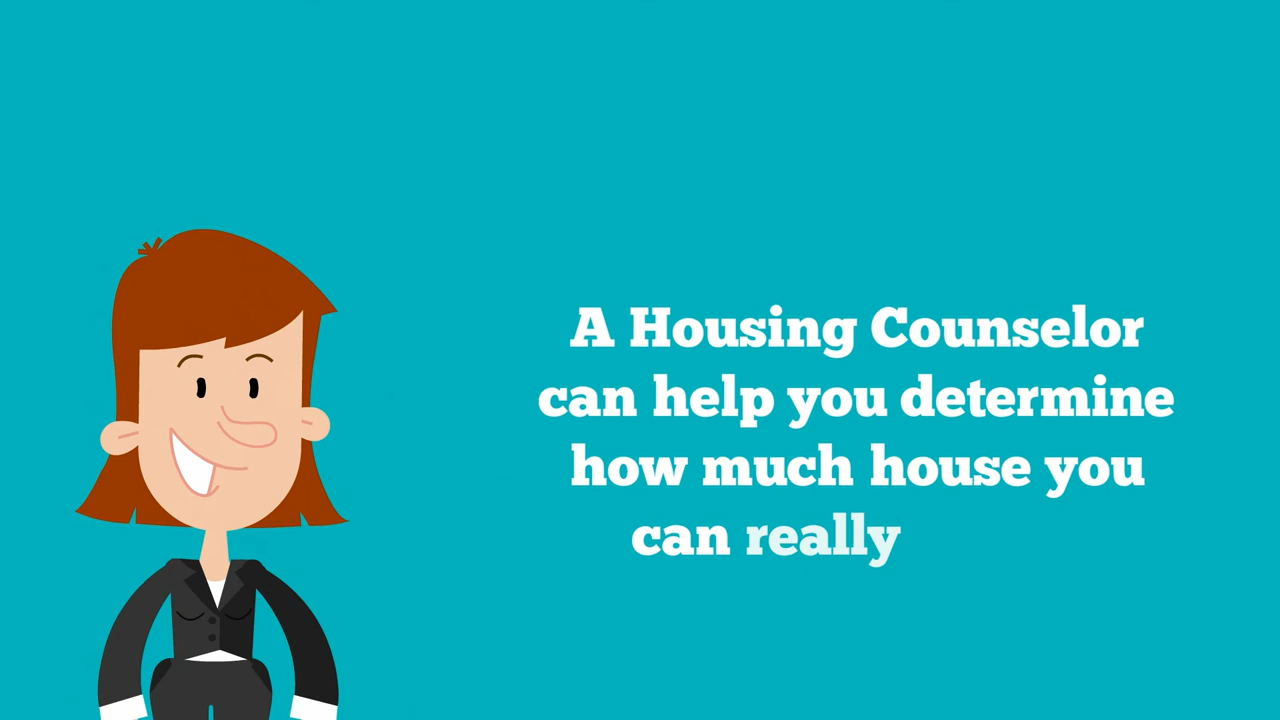 A Housing Counselor
can help you determine
how much house you
can really